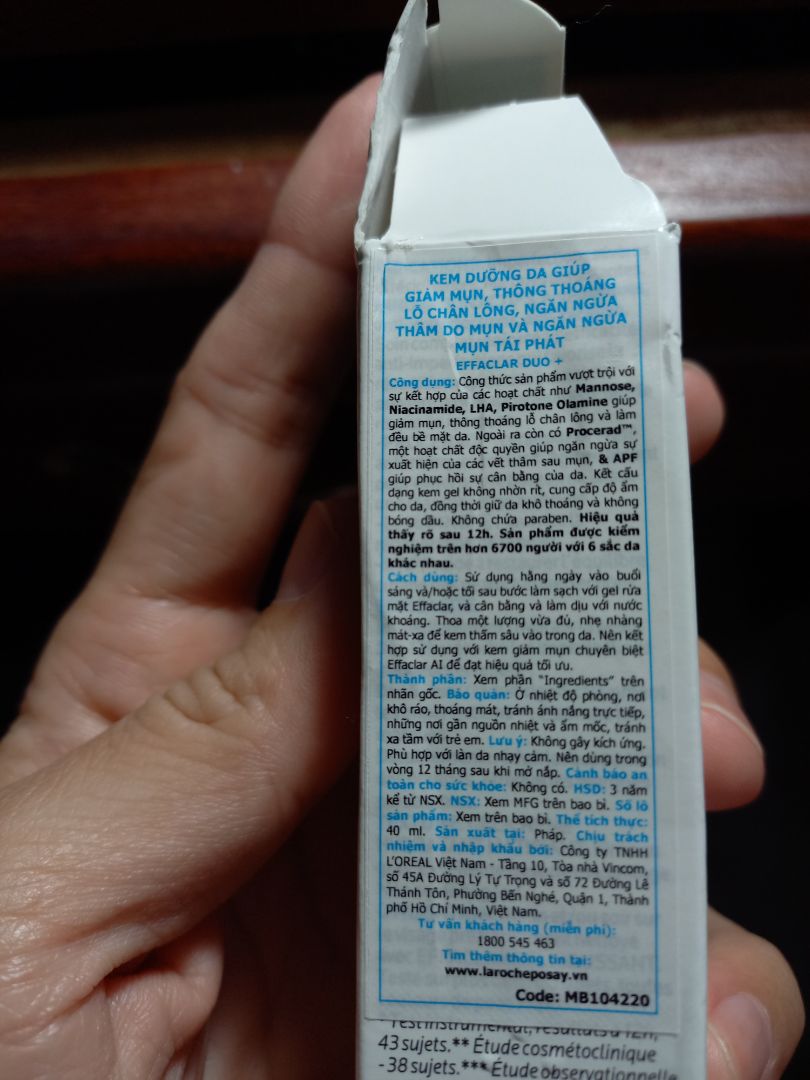 KEM DƯỠNG DA GIÚP
GIẢM MỤN, THÔNG THOÁNG
LỖ CHÂN LÔNG, NGĂN NGỪA
THÂM DO MỤN VÀ NGĂN NGỪA
MỤN TÁI PHÁT
EFFACLAR DUO +
Công dụng: Công thức sản phẩm vượt trội với
sự kết hợp của các hoạt chất như Mannose,
Niacinamide, LHA, Pirotone Olamine giúp
giảm mụn, thông thoáng lỗ chân lông và làm
đều bề mặt da. Ngoài ra còn có Procerad™,
một hoạt chất độc quyền giúp ngăn ngừa sự
xuất hiện của các vết thâm sau mụn, & APF
giúp phục hồi sự cân bằng của da. Kết cấu
dạng kem gel không nhờn rít, cung cấp độ ẩm
cho da, đồng thời giữ da khô thoáng và không
bóng dầu. Không chứa paraben. Hiệu quả
thấy rõ sau 12h. Sản phẩm được kiểm
nghiệm trên hơn 6700 người với 6 sắc da
khác nhau.
Cách dùng: Sử dụng hằng ngày vào buổi
sáng và/hoặc tối sau bước làm sạch với gel rửa
mặt Effaclar, và cân bằng và làm dịu với nước
khoáng. Thoa một lượng vừa đủ, nhẹ nhàng
mát-xa để kem thấm sâu vào trong da. Nên kết
hợp sử dụng với kem giảm mụn chuyên biệt
Effaclar AI để đạt hiệu quả tối ưu.
Thành phần: Xem phần "Ingredients" trên
nhãn gốc. Bảo quản: Ở nhiệt độ phòng, nơi
khô ráo, thoáng mát, tránh ánh nắng trực tiếp,
những nơi gần nguồn nhiệt và ẩm mốc, tránh
xa tầm với trẻ em. Lưu ý: Không gây kích ứng.
Phù hợp với làn da nhạy cảm. Nên dùng trong
vòng 12 tháng sau khi mở nắp. Cảnh báo an
toàn cho sức khỏe: Không có. HSD: 3 năm
kể từ NSX. NSX: Xem MFG trên bao bì. Số lô
sản phẩm: Xem trên bao bì. Thể tích thực:
40 ml. Sản xuất tại: Pháp. Chịu trách
nhiệm và nhập khẩu bởi: Công ty TNHH
L'OREAL Việt Nam - Tầng 10, Tòa nhà Vincom,
số 45A Đường Lý Tự Trọng và số 72 Đường Lê
Thánh Tôn, Phường Bến Nghé, Quận 1, Thành
phố Hồ Chí Minh, Việt Nam.
Tư vấn khách hàng (miễn phí):
1800 545 463
Tìm thêm thông tin tại:
www.larocheposay.vn
Code: MB104220
- Test instrumental, résultats à 12h,
43 sujets.** Étude cosmétoclinique
- 38 sujets.*** Étude observationnelle